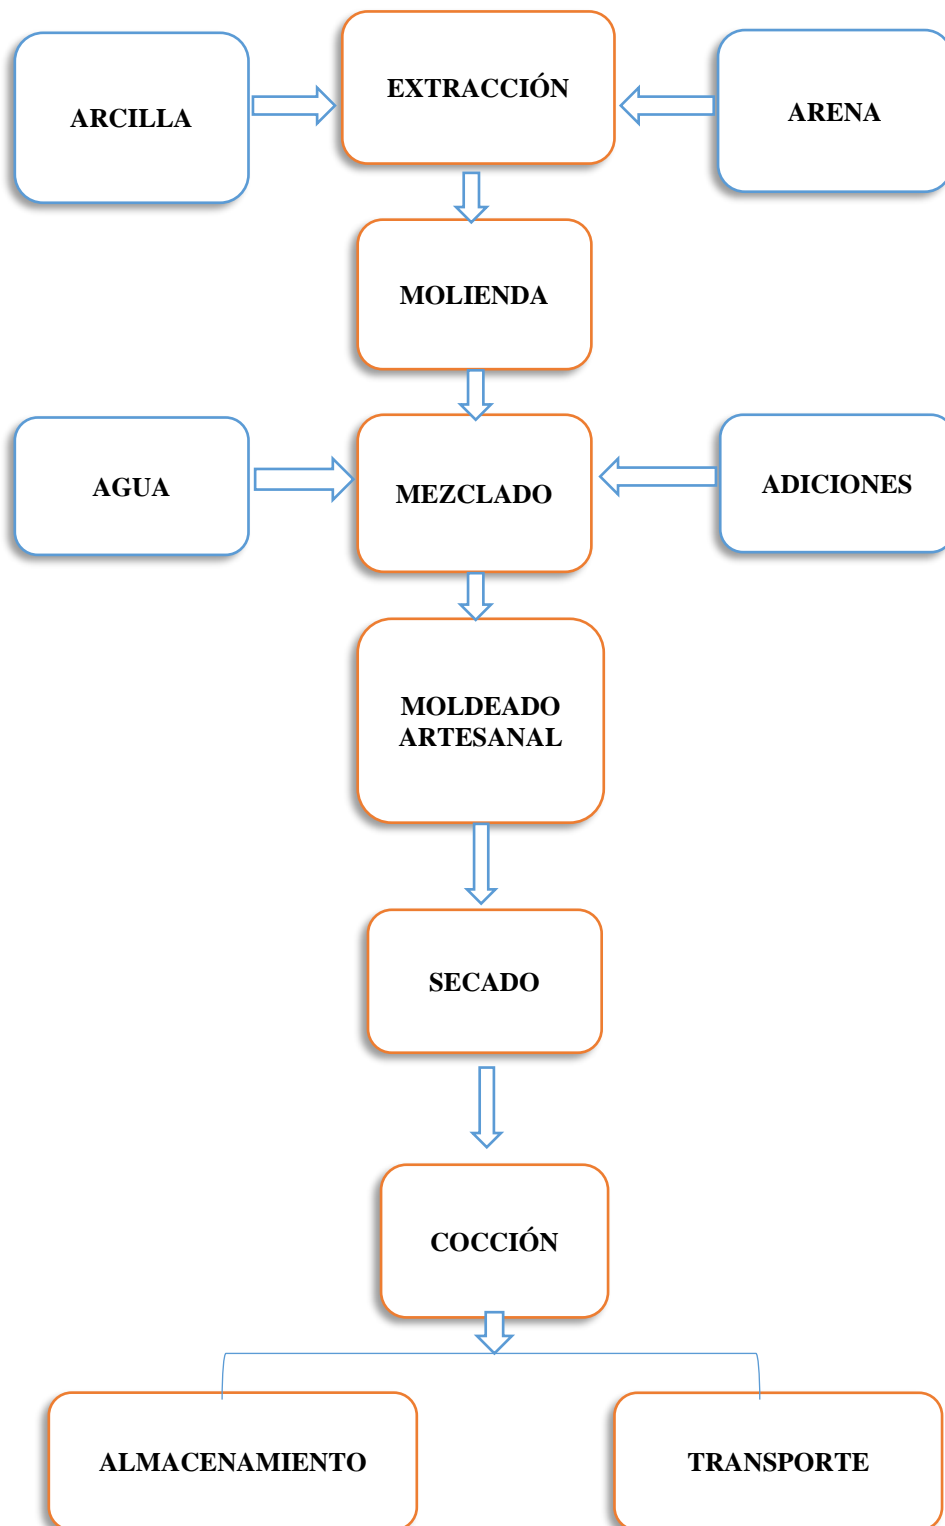 ARCILLA
EXTRACCIÓN
ARENA
MOLIENDA
AGUA
MEZCLADO
ADICIONES
MOLDEADO
ARTESANAL
SECADO
COCCIÓN
ALMACENAMIENTO
TRANSPORTE